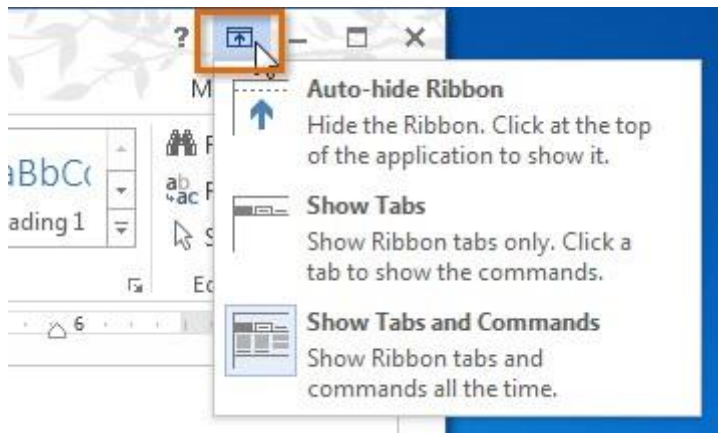 ?
M
Auto-hide Ribbon
Hide the Ribbon. Click at the top
of the application to show it.
Show Tabs
Show Ribbon tabs only. Click a
tab to show the commands.
Show Tabs and Commands
Show Ribbon tabs and
commands all the time.
aBbC
ading 1
ab
ac
6